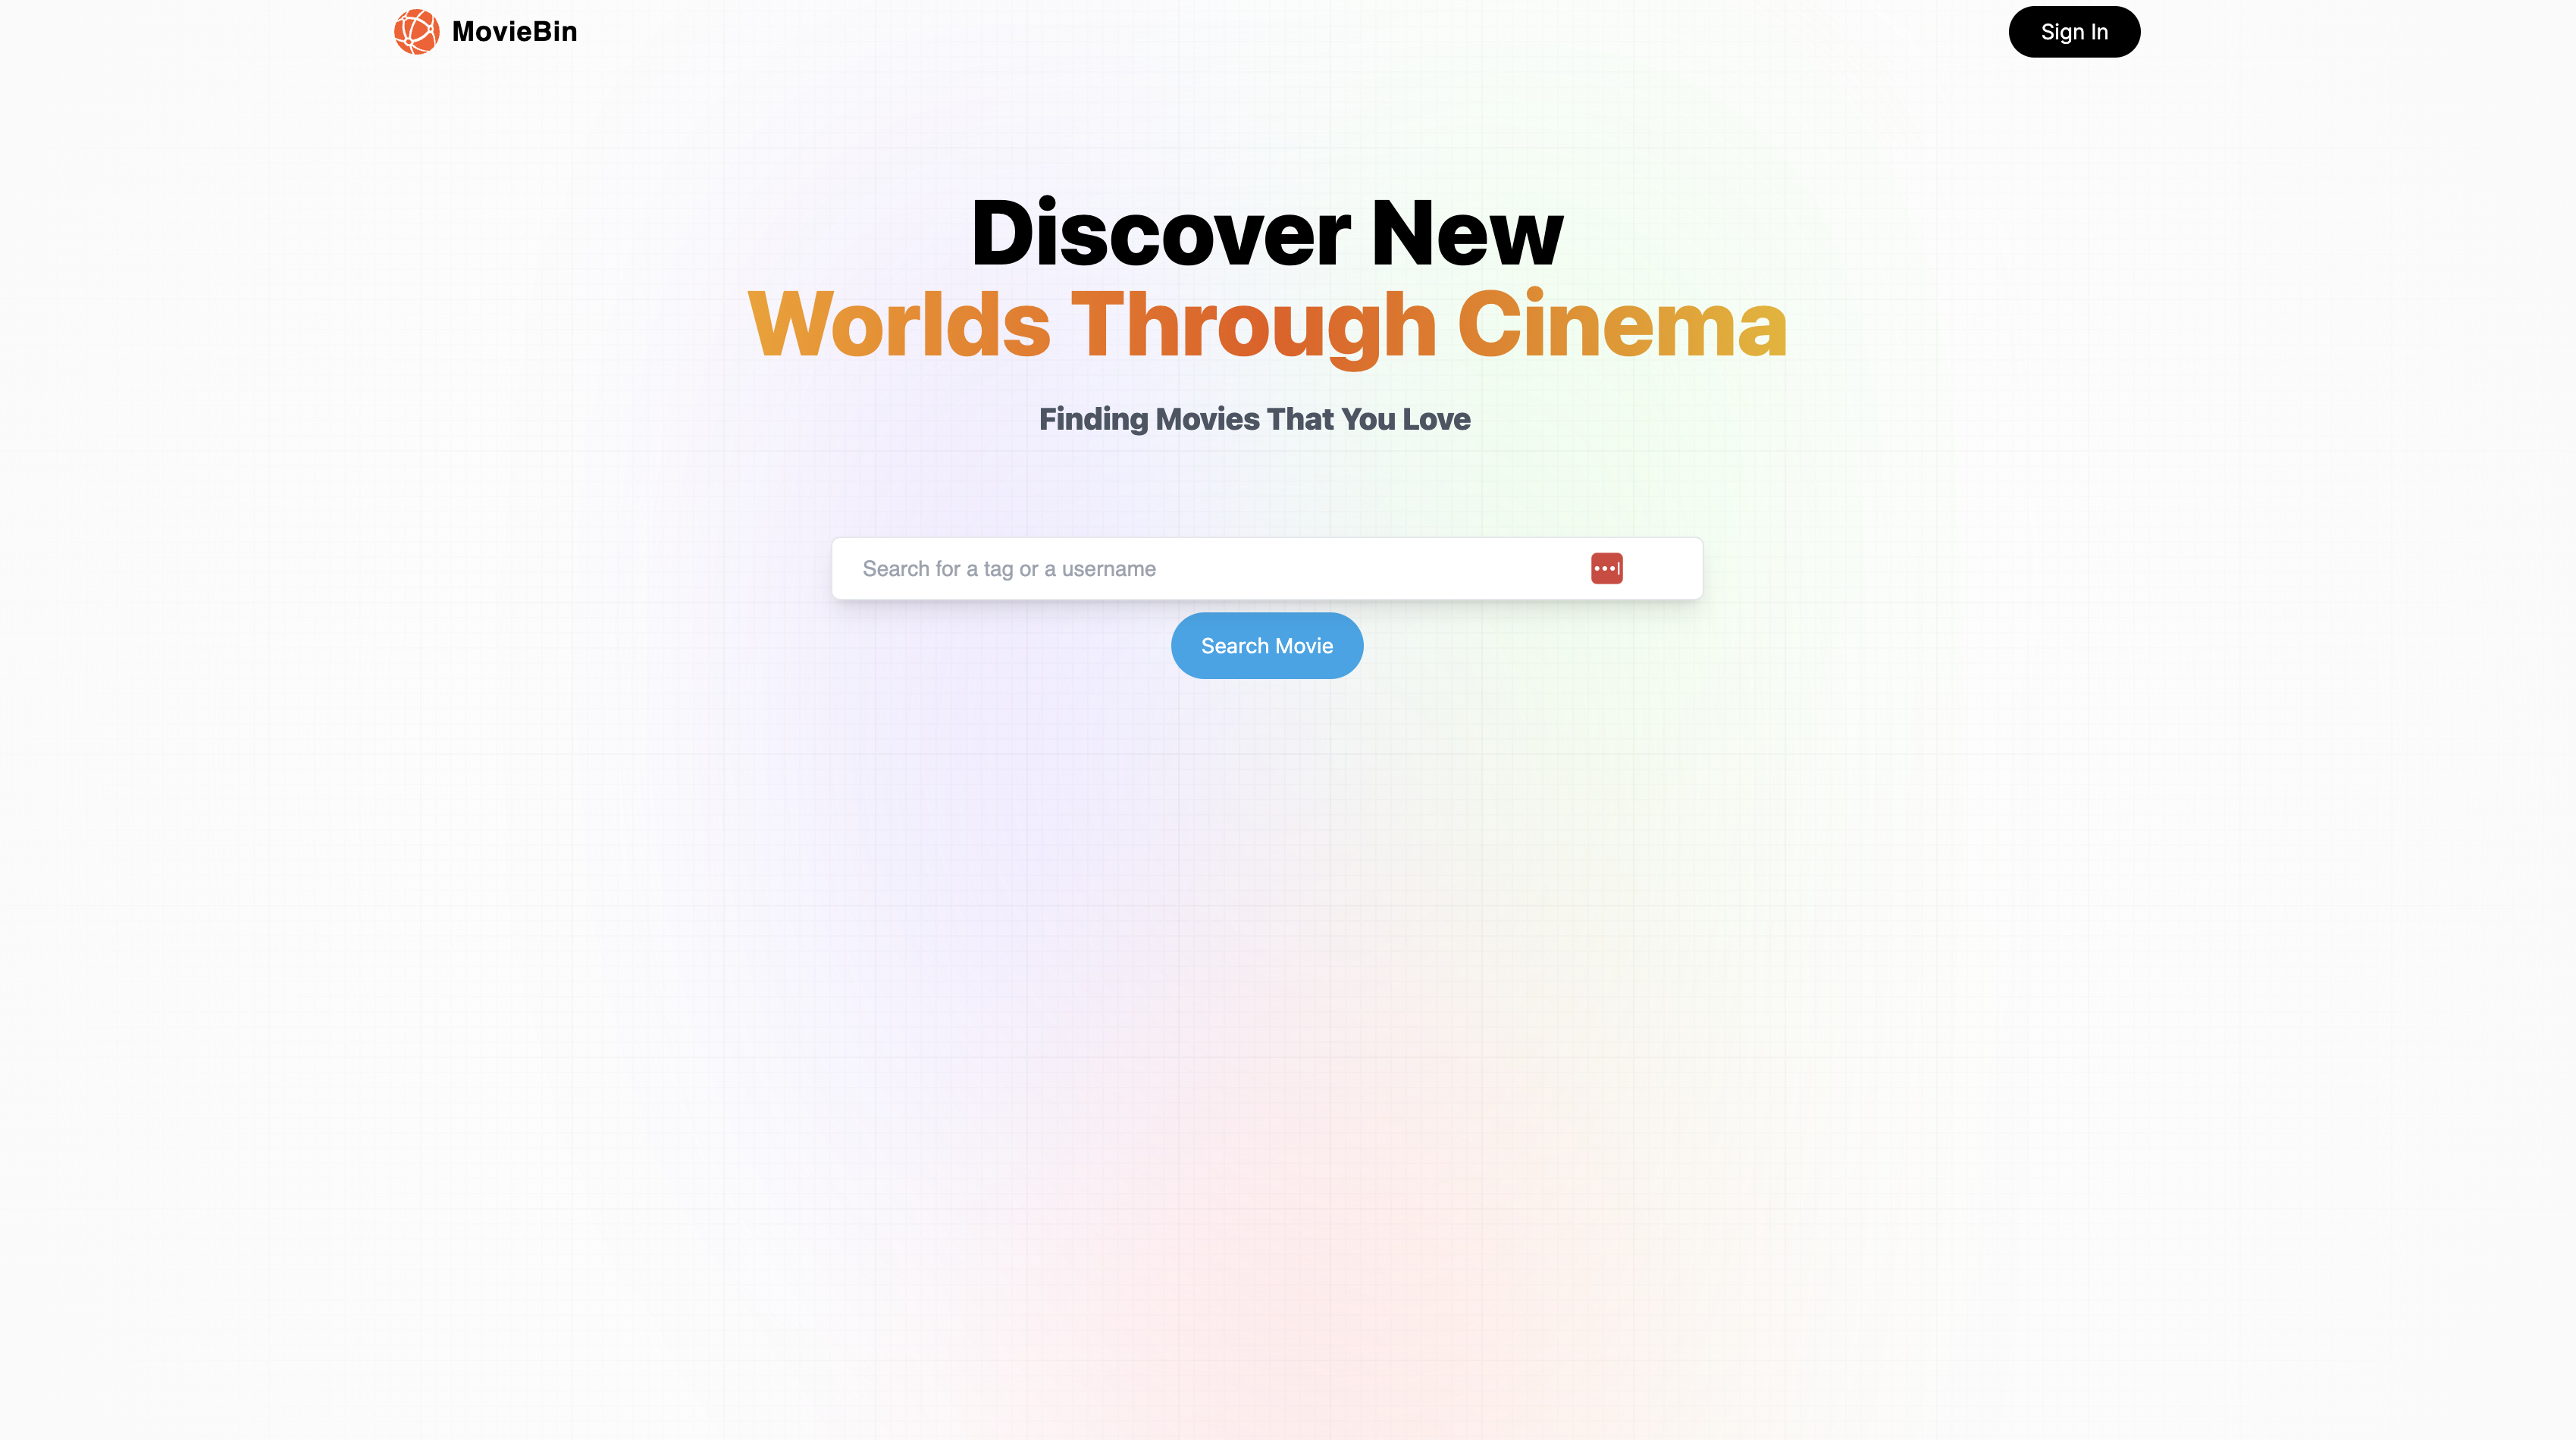 MovieBin
Sign In
Discover New
Worlds Through Cinema
Finding Movies That You Love
Search for a tag or a username
Search Movie